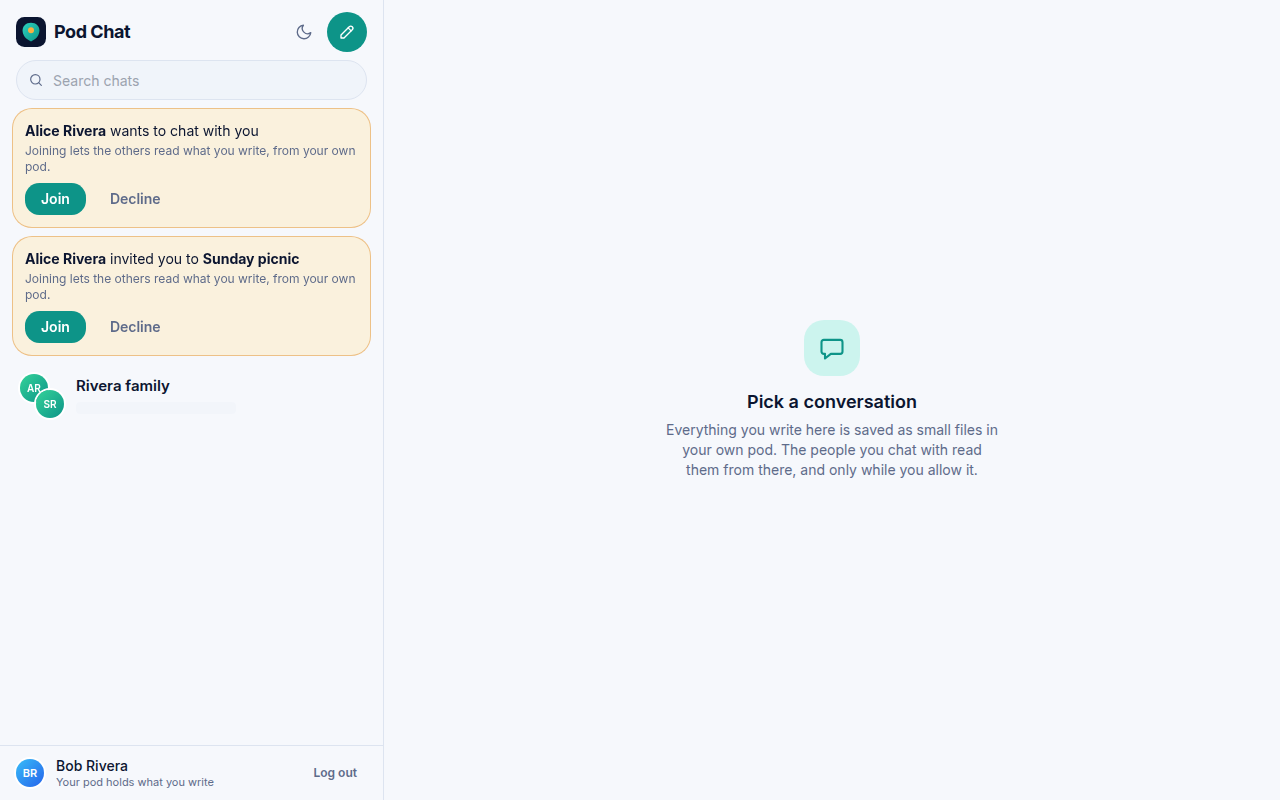 Pod Chat
Search chats
Alice Rivera wants to chat with you
Joining lets the others read what you write, from your own
pod.
Join Decline
Alice Rivera invited you to Sunday picnic
Joining lets the others read what you write, from your own
pod.
Join Decline
AR
SR
Rivera family
Pick a conversation
Everything you write here is saved as small files in
your own pod. The people you chat with read
them from there, and only while you allow it.
BR
Bob Rivera
Your pod holds what you write
Log out